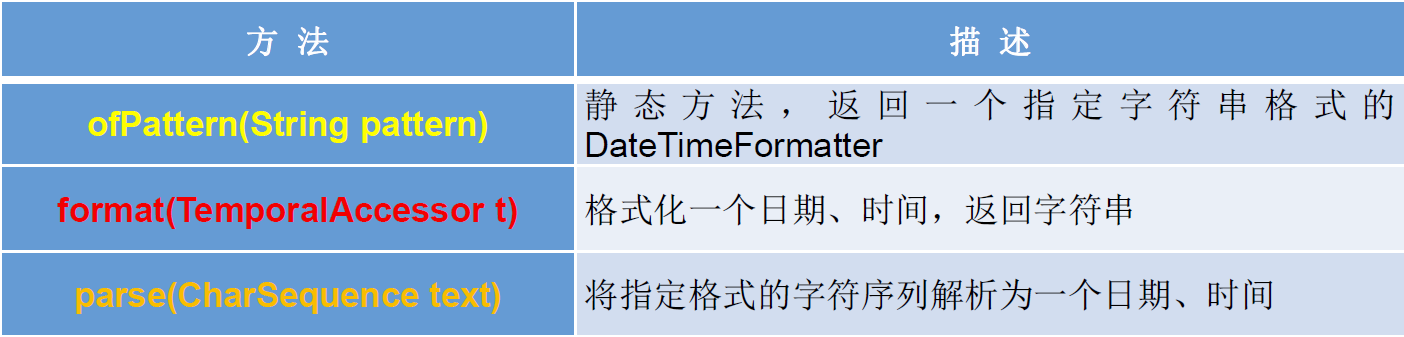 方 法
描 述
ofPattern(String pattern)
静态方法，返回一个指定字符串格式的
DateTimeFormatter
format(TemporalAccessor t)
格式化一个日期、时间，返回字符串
parse(CharSequence text)
将指定格式的字符序列解析为一个日期、时间